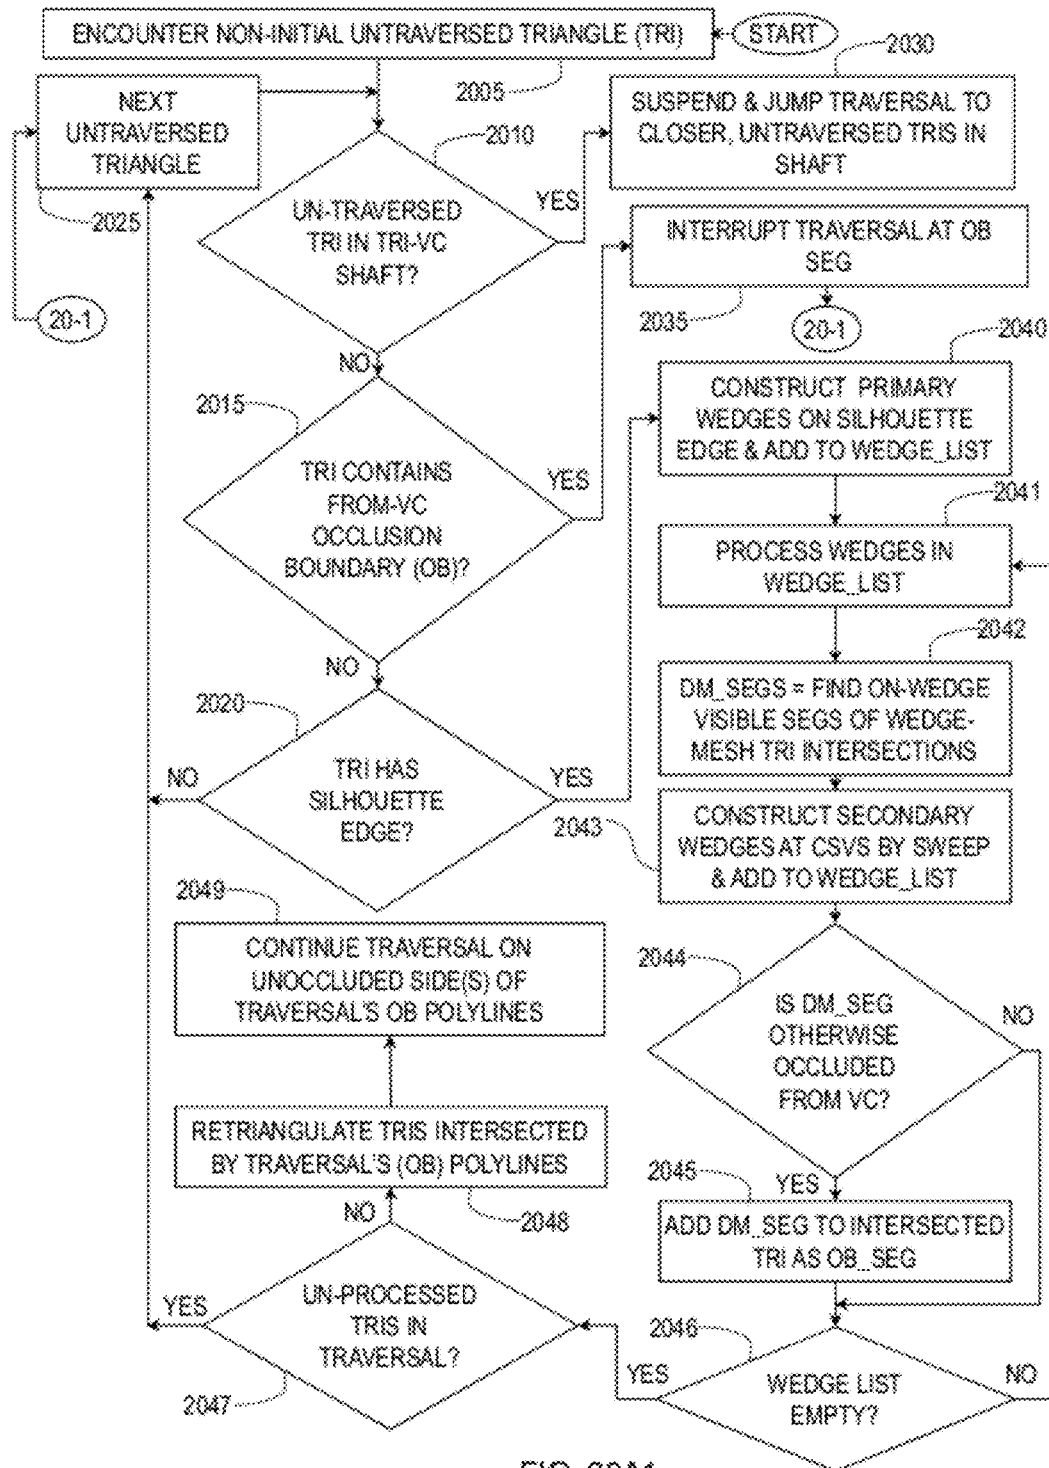 ENCOUNTER NON-INITIAL UNTRAVERSED TRIANGLE (TRI)
START
2005
2030
NEXT
UNTRAVERSED
TRIANGLE
2025
SUSPEND & JUMP TRAVERSAL TO
CLOSER, UNTRAVERSED TRIS IN
SHAFT
2010
UN-TRAVERSED
TRI IN TRI-VC
SHAFT?
YES
NO
INTERRUPT TRAVERSAL AT OB
SEG
2035
20-1
20-1
2015
TRI CONTAINS
FROM-VC
OCCLUSION
BOUNDARY (OB)?
YES
NO
2040
CONSTRUCT PRIMARY
WEDGES ON SILHOUETTE
EDGE & ADD TO WEDGE_LIST
2041
PROCESS WEDGES IN
WEDGE_LIST
2042
DM_SEGS = FIND ON-WEDGE
VISIBLE SEGS OF WEDGE-
MESH TRI INTERSECTIONS
2020
TRI HAS
SILHOUETTE
EDGE?
NO
YES
2043
CONSTRUCT SECONDARY
WEDGES AT CSVS BY SWEEP
& ADD TO WEDGE_LIST
2049
CONTINUE TRAVERSAL ON
UNOCCLUDED SIDE(S) OF
TRAVERSAL'S OB POLYLINES
2044
IS DM_SEG
OTHERWISE
OCCLUDED
FROM VC?
NO
YES
RETRIANGULATE TRIS INTERSECTED
BY TRAVERSAL'S (OB) POLYLINES
2048
NO
2045
ADD DM_SEG TO INTERSECTED
TRI AS OB_SEG
UN-PROCESSED
TRIS IN
TRAVERSAL?
YES
2047
2046
WEDGE LIST
EMPTY?
YES
NO